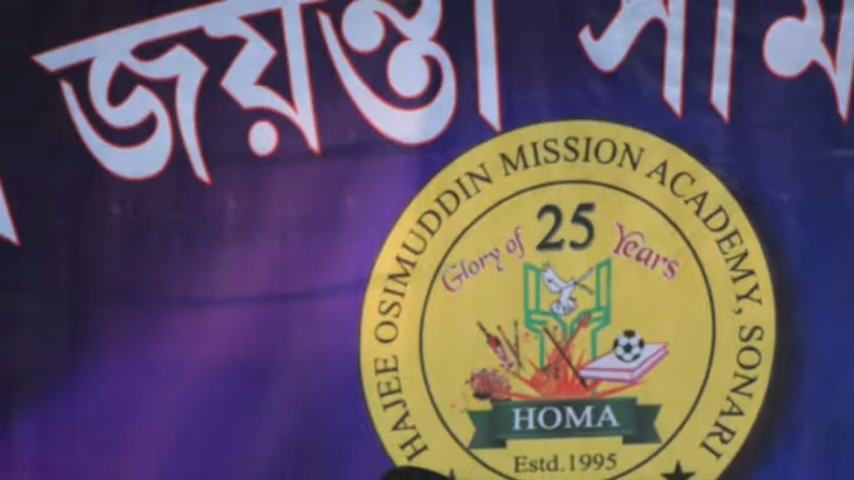 জয়ন্তী
HAJEE OSIMUDDIN MISSION ACADEMY, SONARI
Glory of 25 Years
HOMA
Estd.1995